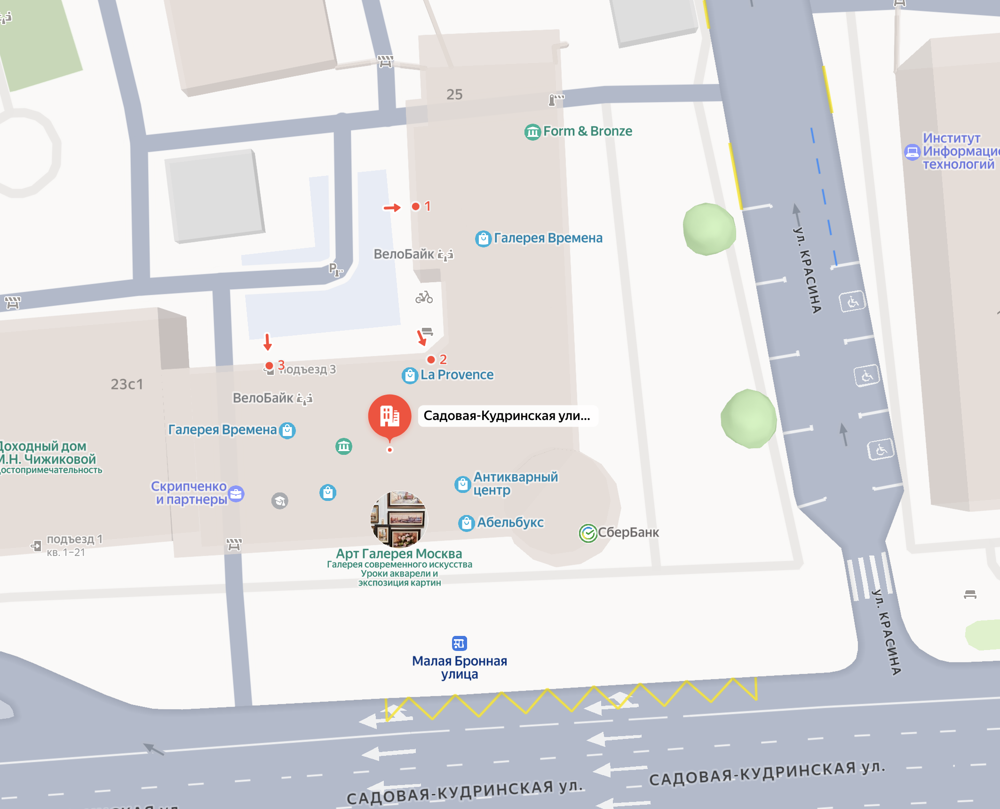 25
Form & Bronze
Институт
Информацио
технологий
1
Галерея Времена
ВелоБайк
P
ул. КРАСИНА
2
3
подъезд 3
La Provence
23с1
ВелоБайк
Садовая-Кудринская ули...
Галерея Времена
Доходный дом
М.Н. Чижиковой
достопримечательность
Скрипченко
и партнеры
Антикварный
центр
Абельбукс
СберБанк
подъезд 1
кв. 1–21
Арт Галерея Москва
Галерея современного искусства
Уроки акварели и
экспозиция картин
ул. КРАСИНА
Малая Бронная
улица
САДОВАЯ-КУДРИНСКАЯ ул.
САДОВАЯ-КУДРИНСКАЯ ул.